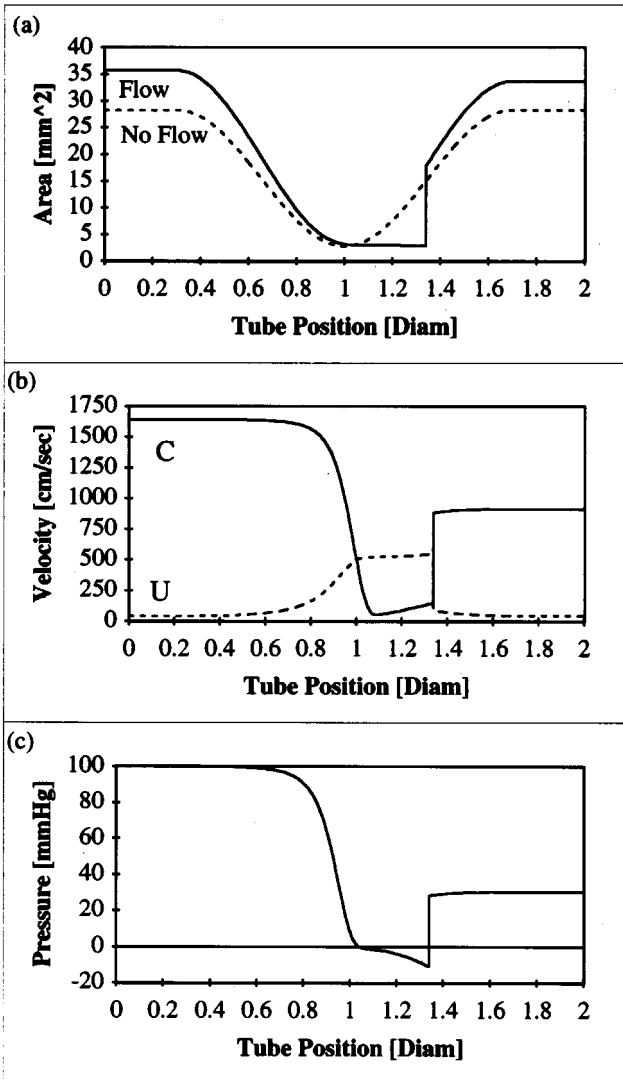 (a)
Area [mm^2]
40
35
30
25
20
15
10
5
0
Flow
No Flow
0 0.2 0.4 0.6 0.8 1 1.2 1.4 1.6 1.8 2
Tube Position [Diam]
(b)
Velocity [cm/sec]
1750
1500
1250
1000
750
500
250
0
C
U
0 0.2 0.4 0.6 0.8 1 1.2 1.4 1.6 1.8 2
Tube Position [Diam]
(c)
Pressure [mmHg]
100
80
60
40
20
0
-20
0 0.2 0.4 0.6 0.8 1 1.2 1.4 1.6 1.8 2
Tube Position [Diam]